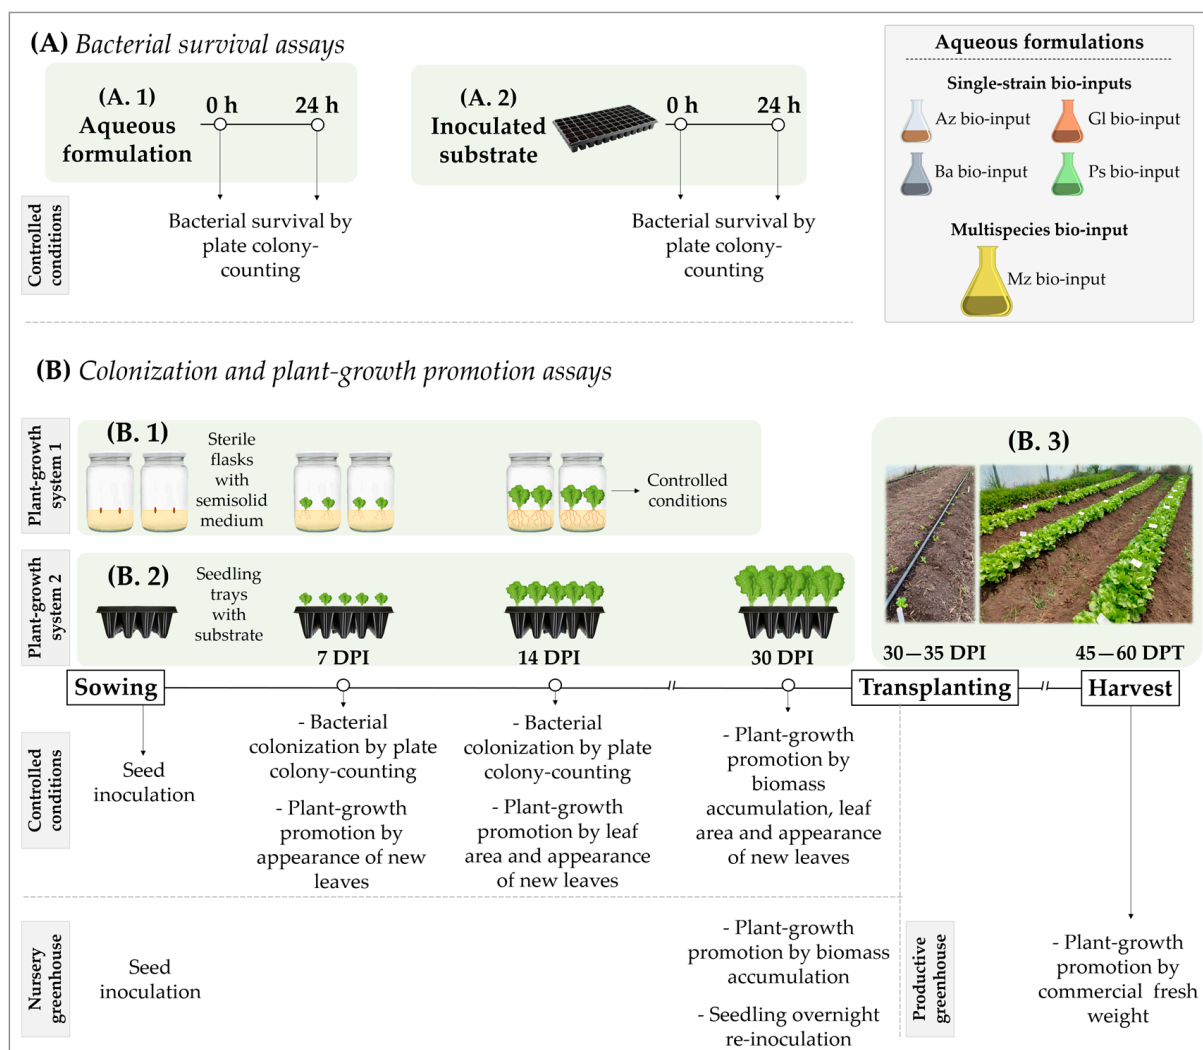 (A) Bacterial survival assays
(A. 1)
Aqueous
formulation
0 h
24 h
(A. 2)
Inoculated
substrate
0 h
24 h
Controlled
conditions
Bacterial survival by
plate colony-
counting
Bacterial survival by
plate colony-
counting
Aqueous formulations
Single-strain bio-inputs
Az bio-input
Gl bio-input
Ba bio-input
Ps bio-input
Multispecies bio-input
Mz bio-input
(B) Colonization and plant-growth promotion assays
Plant-growth
system 1
(B. 1)
Sterile
flasks
with
semisolid
medium
Controlled
conditions
Plant-growth
system 2
(B. 2)
Seedling
trays
with
substrate
(B. 3)
7 DPI
14 DPI
30 DPI
30—35 DPI
45—60 DPT
Sowing
Transplanting
Harvest
Controlled
conditions
Seed
inoculation
- Bacterial
colonization by plate
colony-counting
- Plant-growth
promotion by
appearance of new
leaves
- Bacterial
colonization by plate
colony-counting
- Plant-growth
promotion by leaf
area and appearance
of new leaves
- Plant-growth
promotion by
biomass
accumulation, leaf
area and appearance
of new leaves
Nursery
greenhouse
Seed
inoculation
- Plant-growth
promotion by biomass
accumulation
- Seedling overnight
re-inoculation
Productive
greenhouse
- Plant-growth
promotion by
commercial fresh
weight